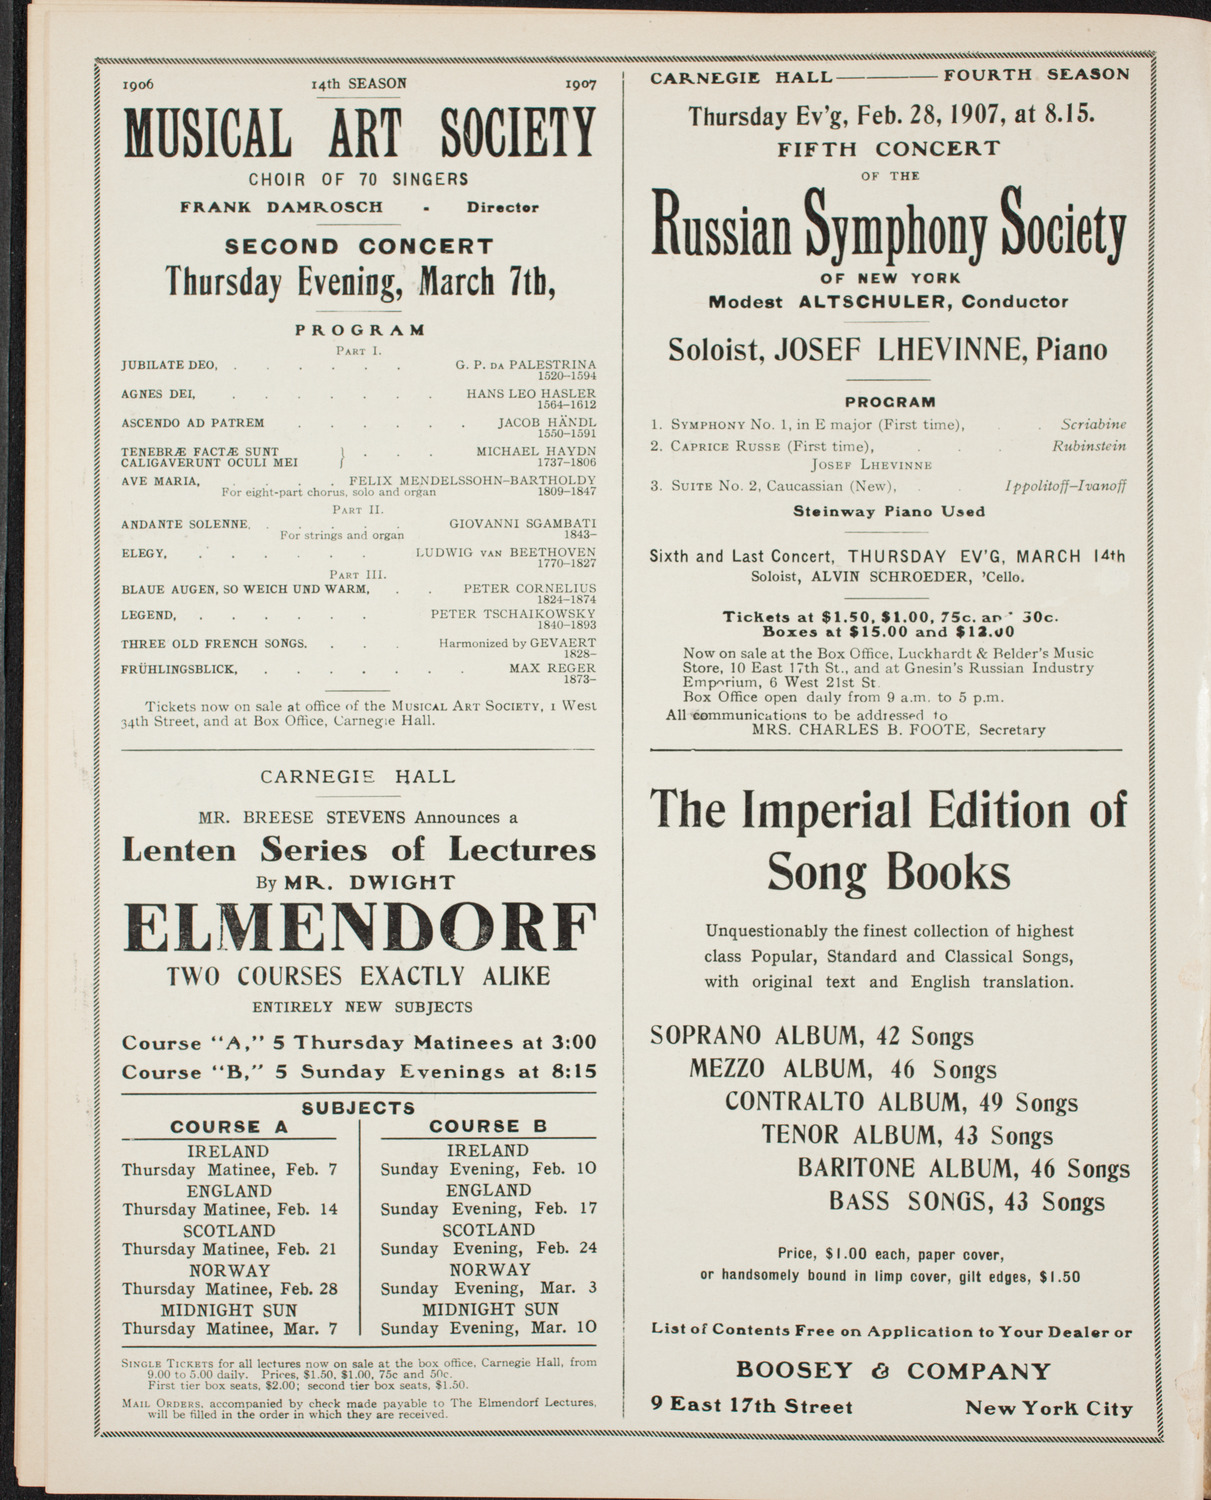 1906 14th SEASON 1907
MUSICAL ART SOCIETY
CHOIR OF 70 SINGERS
FRANK DAMROSCH - Director
SECOND CONCERT
Thursday Evening, March 7th,
PROGRAM
PART I.
JUBILATE DEO, . . . . . . G. P. DA PALESTRINA
1520–1594
AGNES DEI, . . . . . . . HANS LEO HASLER
1564–1612
ASCENDO AD PATREM . . . . . JACOB HÄNDL
1550–1591
TENEBRÆ FACTÆ SUNT } . . . MICHAEL HAYDN
CALIGAVERUNT OCULI MEI 1737–1806
AVE MARIA, . . . . FELIX MENDELSSOHN–BARTHOLDY
For eight-part chorus, solo and organ 1809–1847
PART II.
ANDANTE SOLENNE, . . . . . GIOVANNI SGAMBATI
For strings and organ 1843–
ELEGY, . . . . . . LUDWIG VAN BEETHOVEN
1770–1827
PART III.
BLAUE AUGEN, SO WEICH UND WARM, . . PETER CORNELIUS
1824–1874
LEGEND, . . . . . . PETER TSCHAIKOWSKY
1840–1893
THREE OLD FRENCH SONGS. . . . Harmonized by GEVAERT
1828–
FRÜHLINGSBLICK, . . . . . . . MAX REGER
1873–
Tickets now on sale at office of the MUSICAL ART SOCIETY, 1 West
34th Street, and at Box Office, Carnegie Hall.
CARNEGIE HALL
MR. BREESE STEVENS Announces a
Lenten Series of Lectures
By MR. DWIGHT
ELMENDORF
TWO COURSES EXACTLY ALIKE
ENTIRELY NEW SUBJECTS
Course "A," 5 Thursday Matinees at 3:00
Course "B," 5 Sunday Evenings at 8:15
SUBJECTS
COURSE A
IRELAND
Thursday Matinee, Feb. 7
ENGLAND
Thursday Matinee, Feb. 14
SCOTLAND
Thursday Matinee, Feb. 21
NORWAY
Thursday Matinee, Feb. 28
MIDNIGHT SUN
Thursday Matinee, Mar. 7
COURSE B
IRELAND
Sunday Evening, Feb. 10
ENGLAND
Sunday Evening, Feb. 17
SCOTLAND
Sunday Evening, Feb. 24
NORWAY
Sunday Evening, Mar. 3
MIDNIGHT SUN
Sunday Evening, Mar. 10
SINGLE TICKETS for all lectures now on sale at the box office, Carnegie Hall, from
9.00 to 5.00 daily. Prices, $1.50, $1.00, 75c and 50c.
First tier box seats, $2.00; second tier box seats, $1.50.
MAIL ORDERS, accompanied by check made payable to The Elmendorf Lectures,
will be filled in the order in which they are received.
CARNEGIE HALL——— FOURTH SEASON
Thursday Ev'g, Feb. 28, 1907, at 8.15.
FIFTH CONCERT
OF THE
Russian Symphony Society
OF NEW YORK
Modest ALTSCHULER, Conductor
Soloist, JOSEF LHEVINNE, Piano
PROGRAM
1. SYMPHONY No. 1, in E major (First time), . . Scriabine
2. CAPRICE RUSSE (First time), . . . Rubinstein
JOSEF LHEVINNE
3. SUITE No. 2, Caucassian (New), . . Ippolitoff–Ivanoff
Steinway Piano Used
Sixth and Last Concert, THURSDAY EV'G, MARCH 14th
Soloist, ALVIN SCHROEDER, 'Cello.
Tickets at $1.50, $1.00, 75c. an 50c.
Boxes at $15.00 and $12.00
Now on sale at the Box Office, Luckhardt & Belder's Music
Store, 10 East 17th St., and at Gnesin's Russian Industry
Emporium, 6 West 21st St.
Box Office open daily from 9 a.m. to 5 p.m.
All communications to be addressed to
MRS. CHARLES B. FOOTE, Secretary
The Imperial Edition of
Song Books
Unquestionably the finest collection of highest
class Popular, Standard and Classical Songs,
with original text and English translation.
SOPRANO ALBUM, 42 Songs
MEZZO ALBUM, 46 Songs
CONTRALTO ALBUM, 49 Songs
TENOR ALBUM, 43 Songs
BARITONE ALBUM, 46 Songs
BASS SONGS, 43 Songs
Price, $1.00 each, paper cover,
or handsomely bound in limp cover, gilt edges, $1.50
List of Contents Free on Application to Your Dealer or
BOOSEY & COMPANY
9 East 17th Street New York City